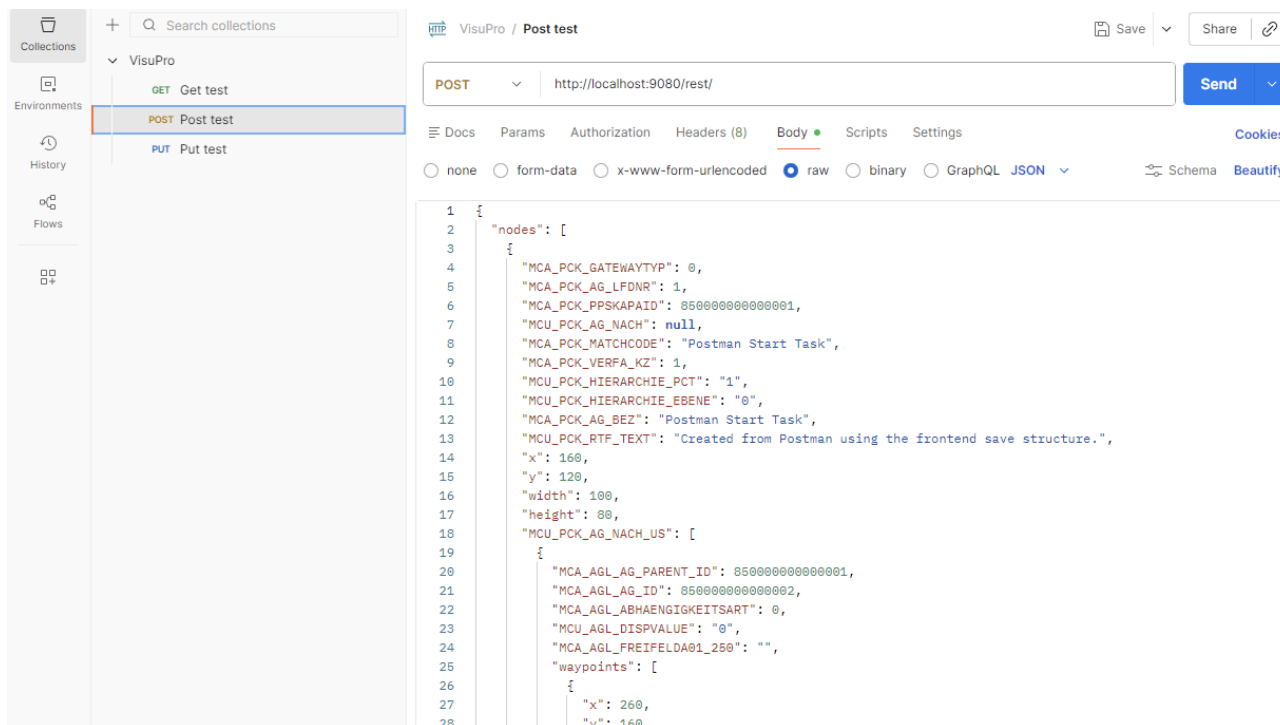 Collections
Environments
History
Flows
Search collections
VisuPro
GET Get test
POST Post test
PUT Put test
HTTP VisuPro / Post test
Save
Share
POST http://localhost:9080/rest/
Send
Docs Params Authorization Headers (8) Body Scripts Settings
Cookies
none form-data x-www-form-urlencoded raw binary GraphQL JSON
Schema Beautify
1 {
2 "nodes": [
3 {
4 "MCA_PCK_GATEWAYTYP": 0,
5 "MCA_PCK_AG_LFDNR": 1,
6 "MCA_PCK_PPSKAPAID": 850000000000001,
7 "MCU_PCK_AG_NACH": null,
8 "MCA_PCK_MATCHCODE": "Postman Start Task",
9 "MCA_PCK_VERFA_KZ": 1,
10 "MCU_PCK_HIERARCHIE_PCT": "1",
11 "MCU_PCK_HIERARCHIE_EBENE": "0",
12 "MCA_PCK_AG_BEZ": "Postman Start Task",
13 "MCU_PCK_RTF_TEXT": "Created from Postman using the frontend save structure.",
14 "x": 160,
15 "y": 120,
16 "width": 100,
17 "height": 80,
18 "MCU_PCK_AG_NACH_US": [
19 {
20 "MCA_AGL_AG_PARENT_ID": 850000000000001,
21 "MCA_AGL_AG_ID": 850000000000002,
22 "MCA_AGL_ABHAENGIGKEITSART": 0,
23 "MCU_AGL_DISPVALUE": "0",
24 "MCA_AGL_FREIFELDA01_250": "",
25 "waypoints": [
26 {
27 "x": 260,
28 "y": 160